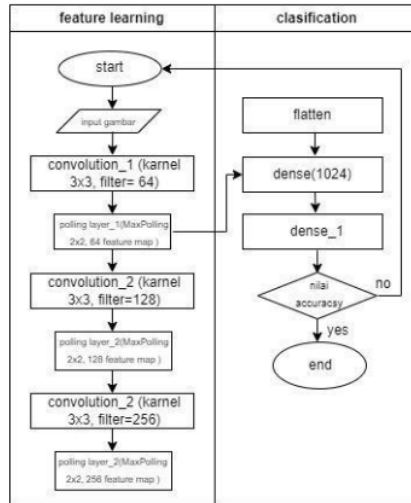 feature learning
start
input gambar
convolution_1 (karnel
3x3, filter= 64)
polling layer_1(MaxPolling
2x2, 64 feature map )
convolution_2 (karnel
3x3, filter=128)
polling layer_2(MaxPolling
2x2, 128 feature map )
convolution_2 (karnel
3x3, filter=256)
polling layer_2(MaxPolling
2x2, 256 feature map )
clasification
flatten
dense(1024)
dense_1
nilai
accuracsy
no
yes
end